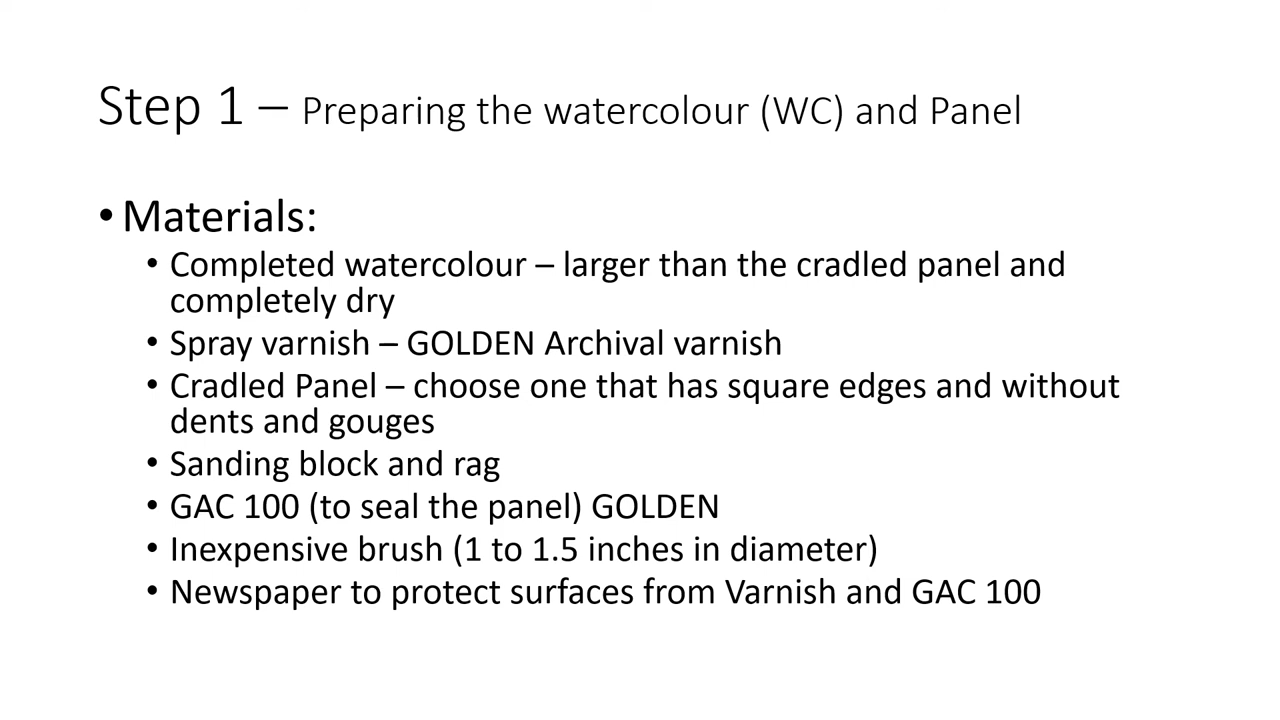 Step 1 – Preparing the watercolour (WC) and Panel
• Materials:
• Completed watercolour – larger than the cradled panel and
completely dry
• Spray varnish – GOLDEN Archival varnish
• Cradled Panel – choose one that has square edges and without
dents and gouges
• Sanding block and rag
• GAC 100 (to seal the panel) GOLDEN
• Inexpensive brush (1 to 1.5 inches in diameter)
• Newspaper to protect surfaces from Varnish and GAC 100